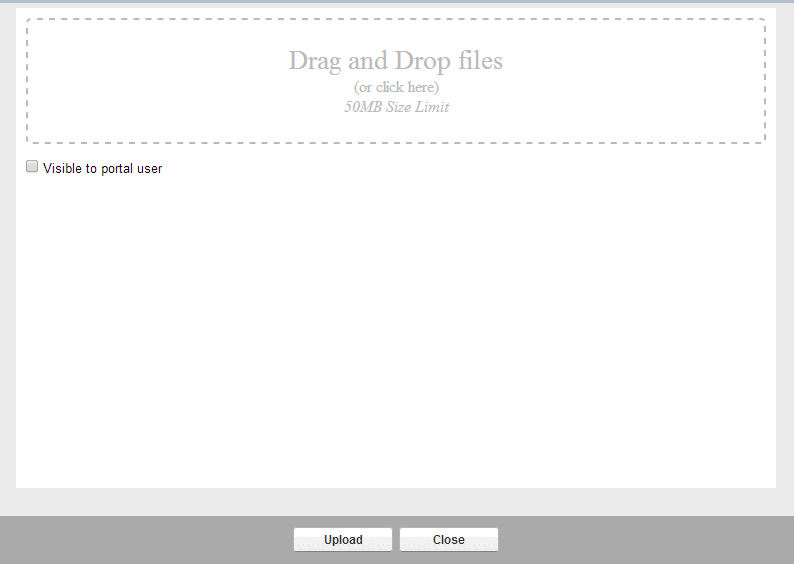 Drag and Drop files
(or click here)
50MB Size Limit
Visible to portal user
Upload
Close